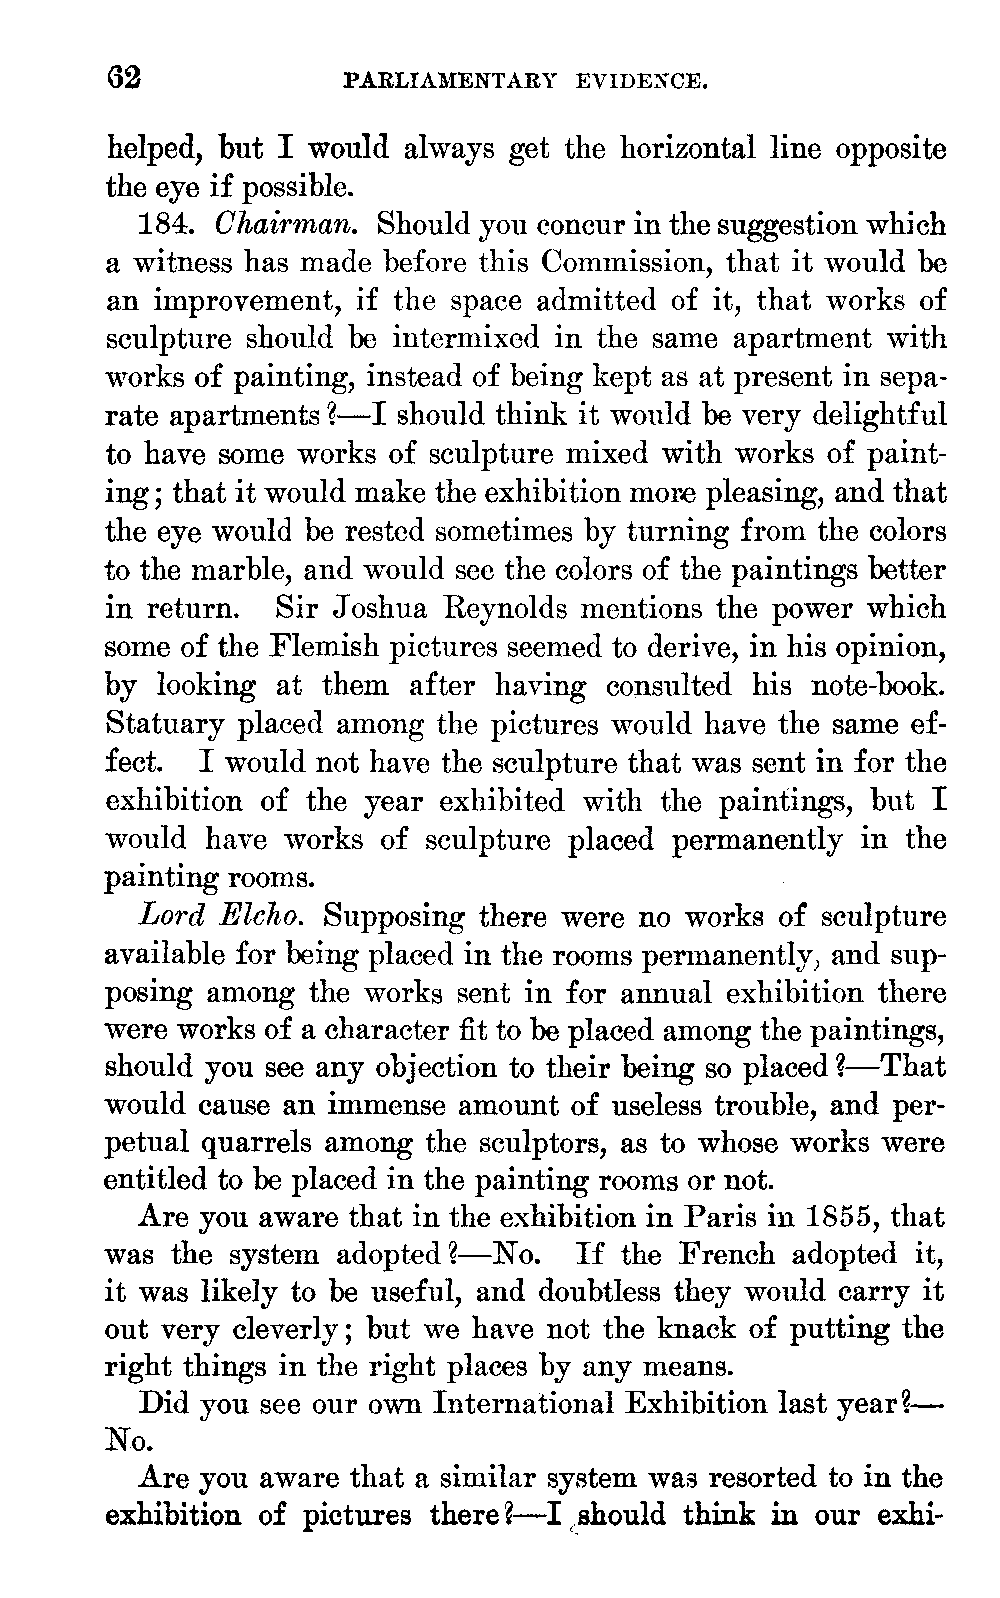 62 PARLIAMENTARY EVIDENCE.
helped, but I would always get the horizontal line opposite
the eye if possible.
184. Chairman. Should you concur in the suggestion which
a witness has made before this Commission, that it would be
an improvement, if the space admitted of it, that works of
sculpture should be intermixed in the same apartment with
works of painting, instead of being kept as at present in sepa-
rate apartments?—I should think it would be very delightful
to have some works of sculpture mixed with works of paint-
ing; that it would make the exhibition more pleasing, and that
the eye would be rested sometimes by turning from the colors
to the marble, and would see the colors of the paintings better
in return. Sir Joshua Reynolds mentions the power which
some of the Flemish pictures seemed to derive, in his opinion,
by looking at them after having consulted his note-book.
Statuary placed among the pictures would have the same ef-
fect. I would not have the sculpture that was sent in for the
exhibition of the year exhibited with the paintings, but I
would have works of sculpture placed permanently in the
painting rooms.
Lord Elcho. Supposing there were no works of sculpture
available for being placed in the rooms permanently, and sup-
posing among the works sent in for annual exhibition there
were works of a character fit to be placed among the paintings,
should you see any objection to their being so placed?—That
would cause an immense amount of useless trouble, and per-
petual quarrels among the sculptors, as to whose works were
entitled to be placed in the painting rooms or not.
Are you aware that in the exhibition in Paris in 1855, that
was the system adopted?—No. If the French adopted it,
it was likely to be useful, and doubtless they would carry it
out very cleverly; but we have not the knack of putting the
right things in the right places by any means.
Did you see our own International Exhibition last year?—
No.
Are you aware that a similar system was resorted to in the
exhibition of pictures there?—I should think in our exhi-